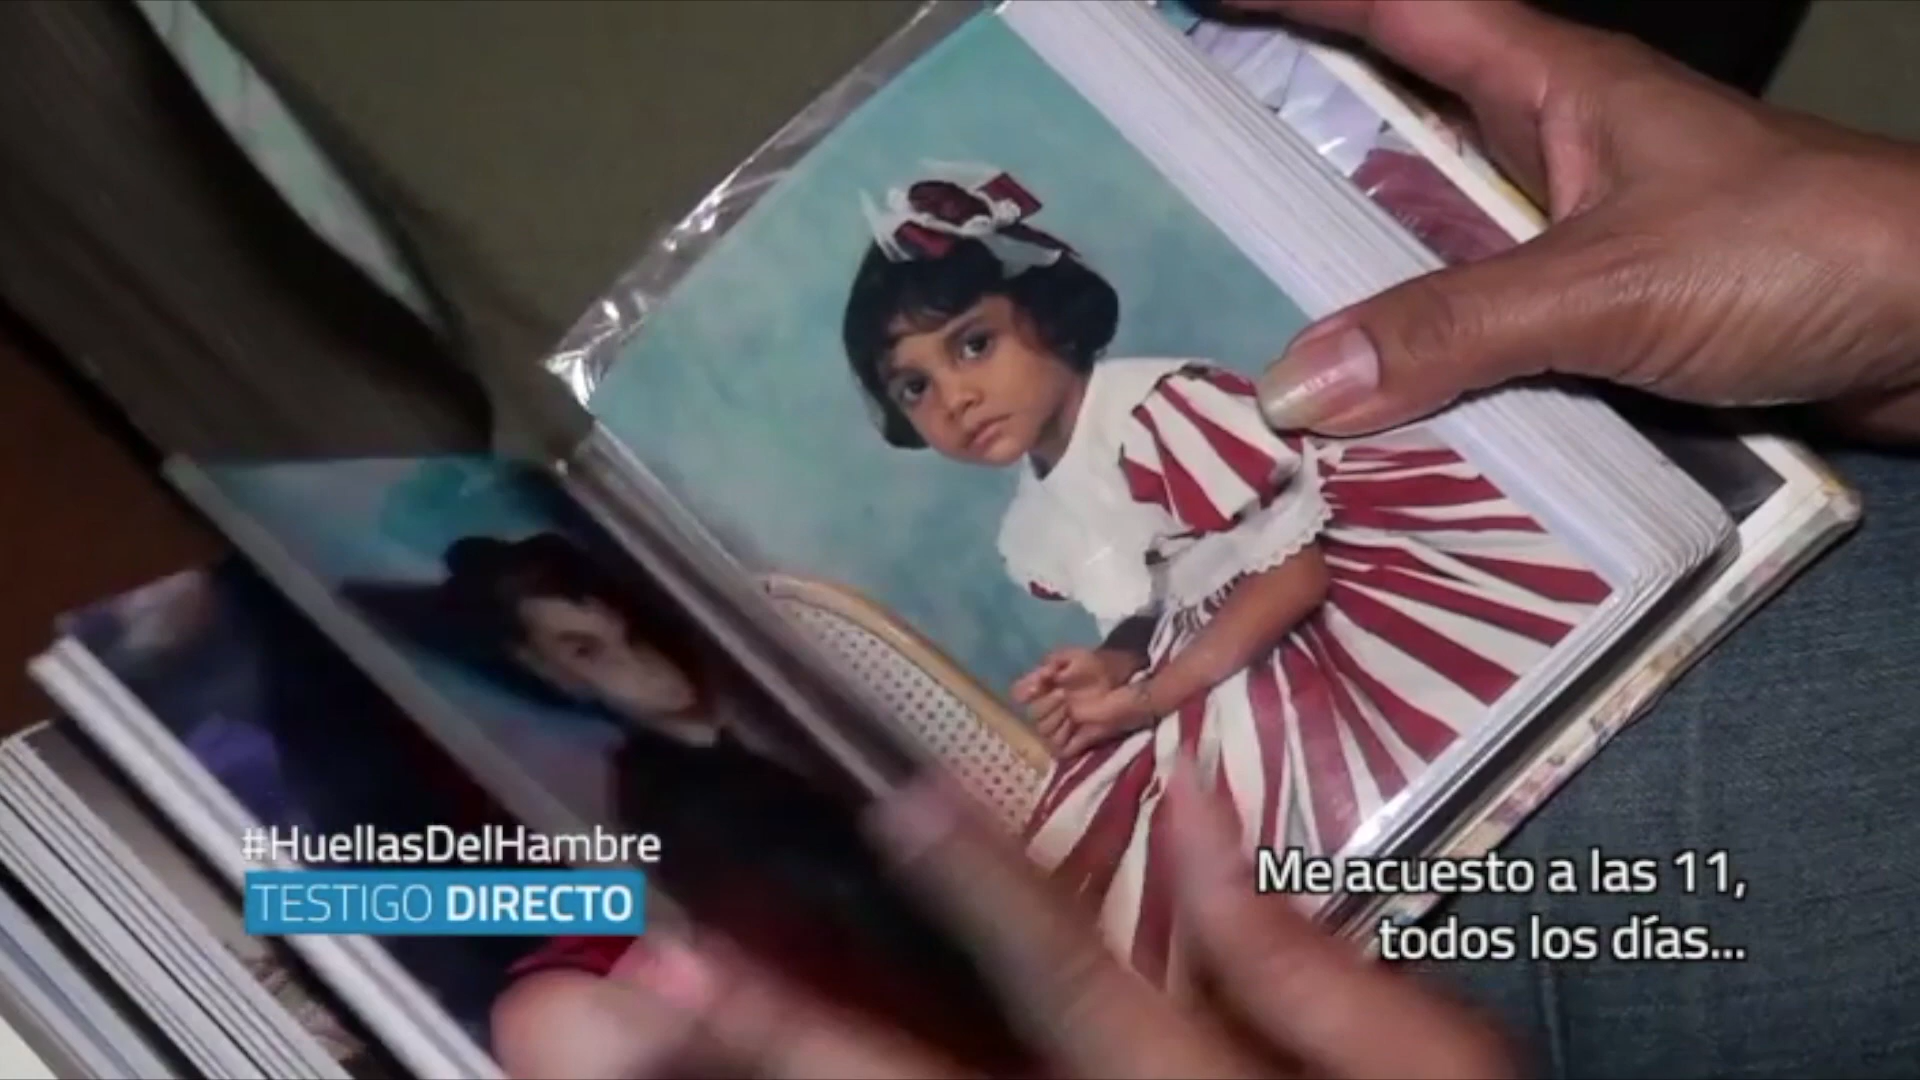 #HuellasDelHambre
TESTIGO DIRECTO
Me acuesto a las 11,
todos los días...